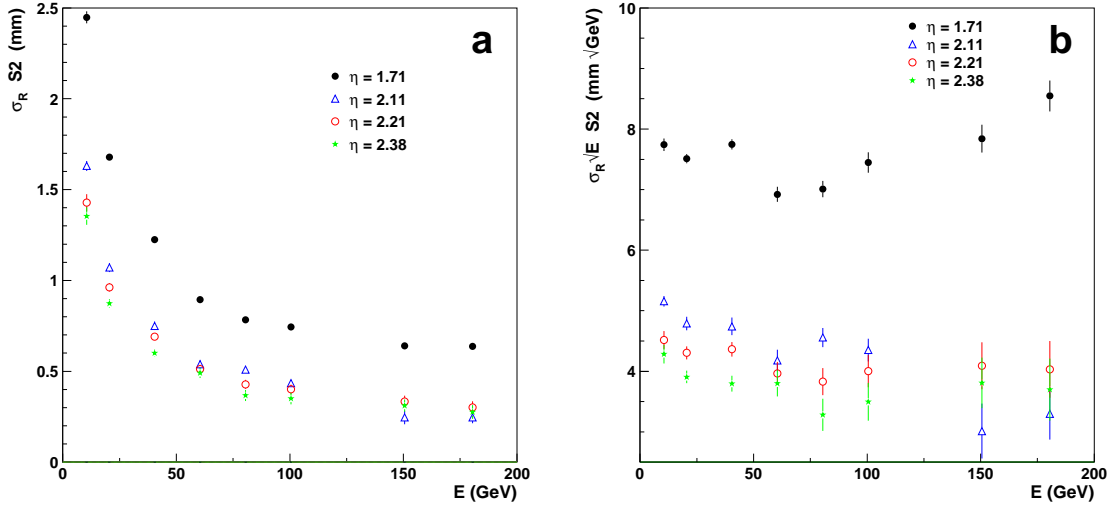 σR S2 (mm)
2.5
2
1.5
1
0.5
0
0
50
100
150
200
E (GeV)
a
η = 1.71
η = 2.11
η = 2.21
η = 2.38
σR√E S2 (mm √GeV)
10
8
6
4
0
50
100
150
200
E (GeV)
b
η = 1.71
η = 2.11
η = 2.21
η = 2.38